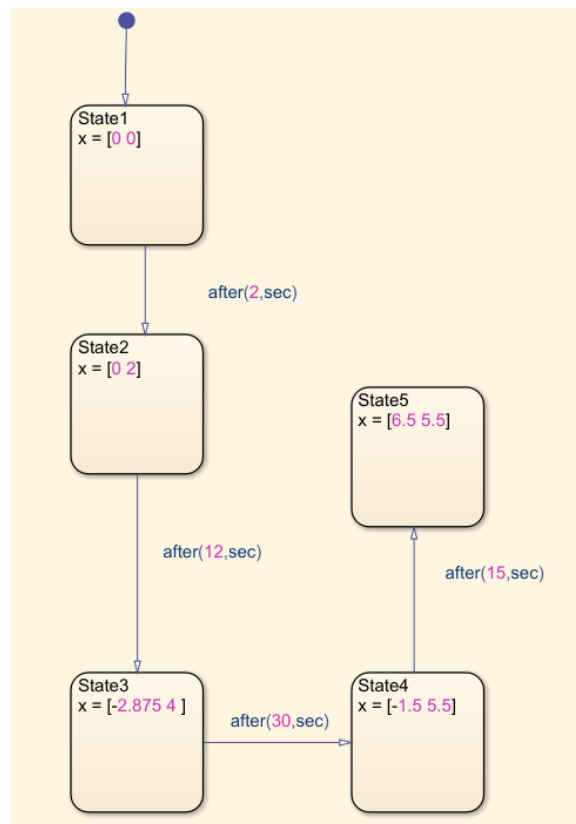 State1
x = [0 0]
after(2,sec)
State2
x = [0 2]
State5
x = [6.5 5.5]
after(12,sec)
after(15,sec)
State3
x = [-2.875 4 ]
State4
x = [-1.5 5.5]
after(30,sec)